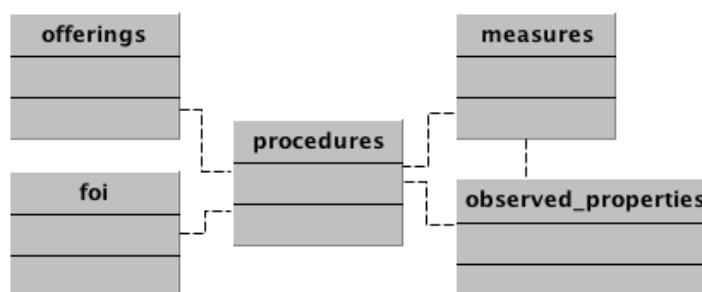 offerings
measures
procedures
foi
observed_properties